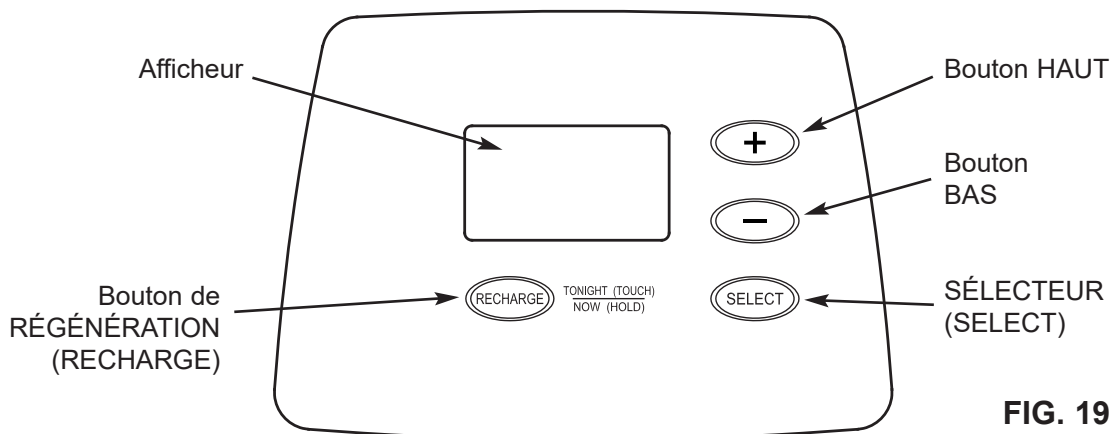 Afficheur
Bouton HAUT
+
Bouton
BAS
−
Bouton de
RÉGÉNÉRATION
(RECHARGE)
RECHARGE
TONIGHT (TOUCH)
NOW (HOLD)
SELECT
SÉLECTEUR
(SELECT)
FIG. 19